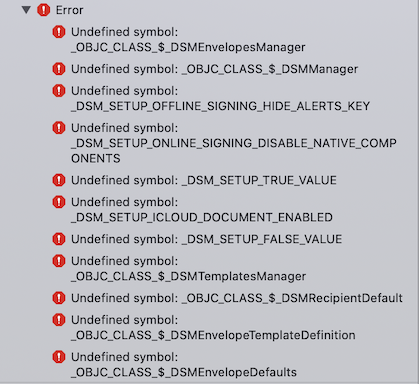 Error
Undefined symbol:
_OBJC_CLASS_$_DSMEnvelopesManager
Undefined symbol: _OBJC_CLASS_$_DSMManager
Undefined symbol:
_DSM_SETUP_OFFLINE_SIGNING_HIDE_ALERTS_KEY
Undefined symbol:
_DSM_SETUP_ONLINE_SIGNING_DISABLE_NATIVE_COMP
ONENTS
Undefined symbol: _DSM_SETUP_TRUE_VALUE
Undefined symbol:
_DSM_SETUP_ICLOUD_DOCUMENT_ENABLED
Undefined symbol: _DSM_SETUP_FALSE_VALUE
Undefined symbol:
_OBJC_CLASS_$_DSMTemplatesManager
Undefined symbol: _OBJC_CLASS_$_DSMRecipientDefault
Undefined symbol:
_OBJC_CLASS_$_DSMEnvelopeTemplateDefinition
Undefined symbol:
_OBJC_CLASS_$_DSMEnvelopeDefaults